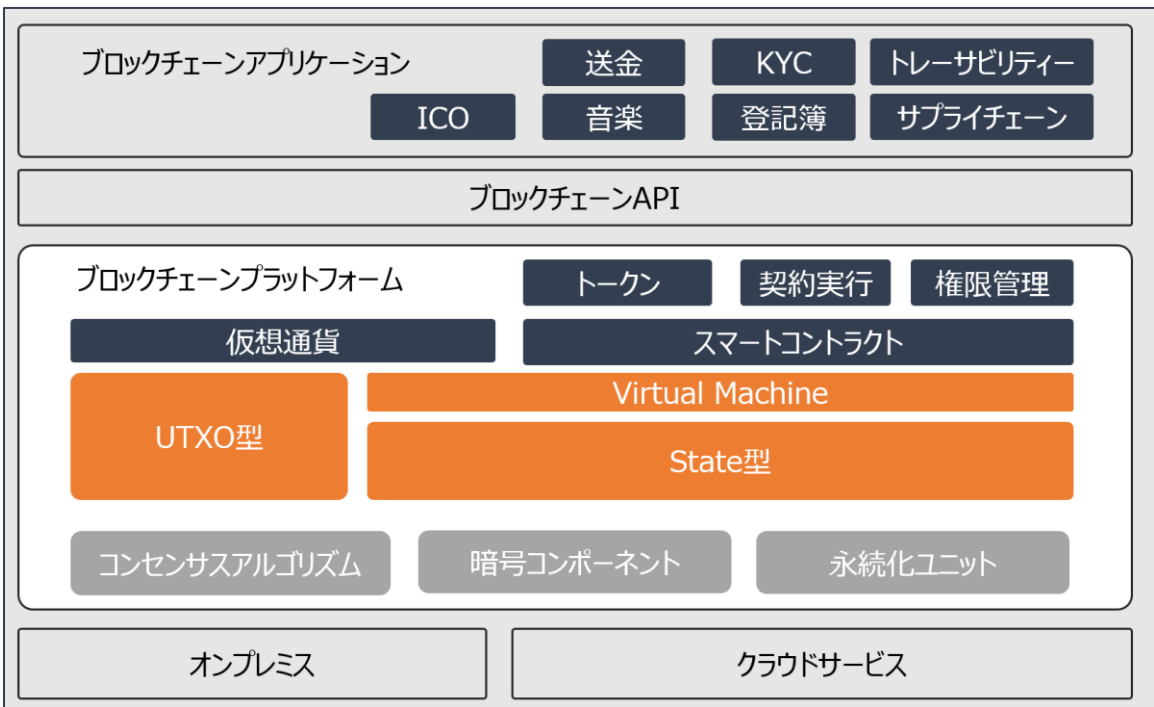 ブロックチェーンアプリケーション
送金
KYC
トレーサビリティー
ICO
音楽
登記簿
サプライチェーン
ブロックチェーンAPI
ブロックチェーンプラットフォーム
トークン
契約実行
権限管理
仮想通貨
スマートコントラクト
Virtual Machine
UTXO型
State型
コンセンサスアルゴリズム
暗号コンポーネント
永続化ユニット
オンプレミス
クラウドサービス